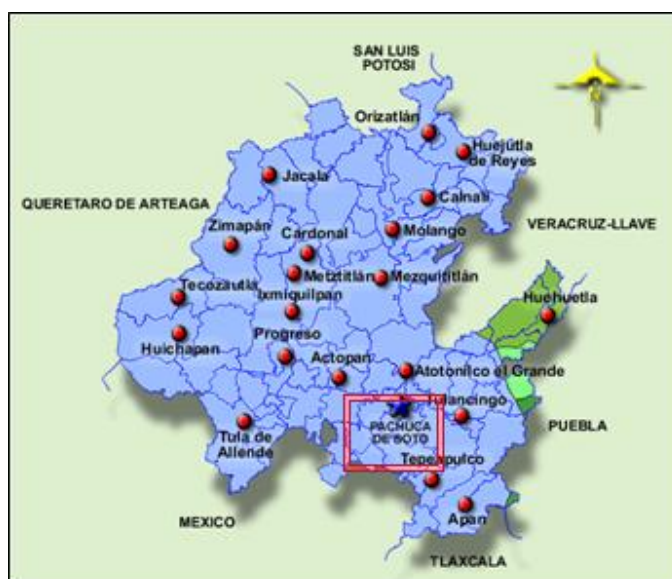 SAN LUIS
POTOSI
Orizatlán
Huejútla
de Reyes
Jacala
Calnali
QUERETARO DE ARTEAGA
Zimapán
Cardonal
Molango
VERACRUZ-LLAVE
Metztitlán
Mezquititlán
Tecozáutla
Ixmiquilpan
Huehuetla
Huichapan
Progreso
Actopan
Atotonilco el Grande
Tulancingo
PACHUCA
DE SOTO
PUEBLA
Tula de
Allende
Tepeapulco
MEXICO
Apan
TLAXCALA